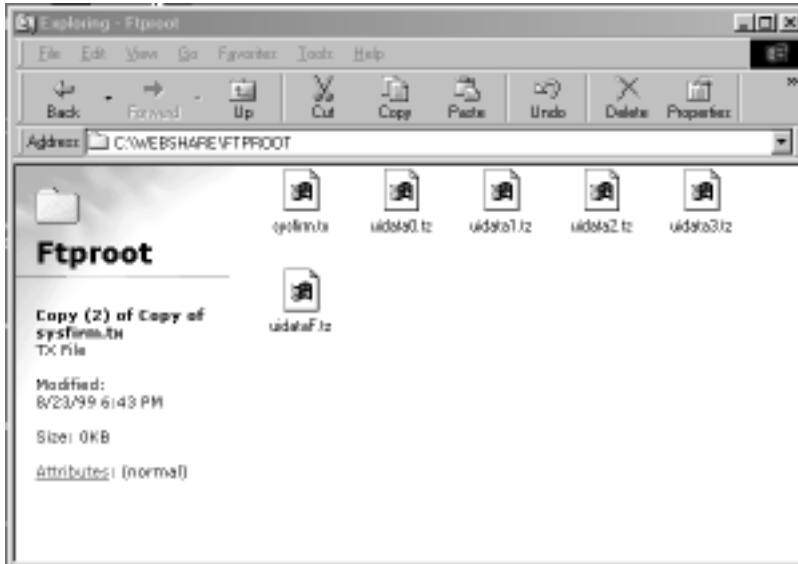 Exploring - Ftproot
File Edit View Go Favorites Tools Help
Back Forward Up Cut Copy Paste Undo Delete Properties »
Address C:\WEBSHARE\FTPROOT
sysfirm.tx uidata0.tz uidata1.tz uidata2.tz uidata3.tz
uidataF.tz
Ftproot
Copy (2) of Copy of
sysfirm.tx
TX File
Modified:
8/23/99 6:43 PM
Size: 0KB
Attributes: (normal)